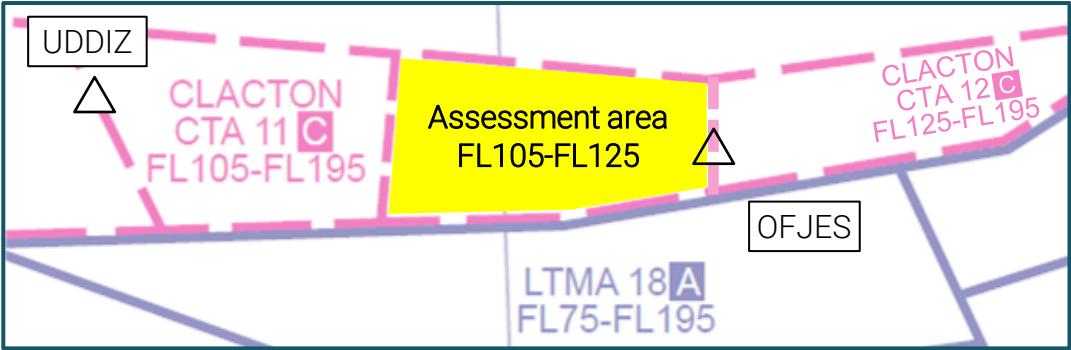 UDDIZ
CLACTON
CTA 11 C
FL105-FL195
Assessment area
FL105-FL125
CLACTON
CTA 12 C
FL125-FL195
OFJES
LTMA 18 A
FL75-FL195